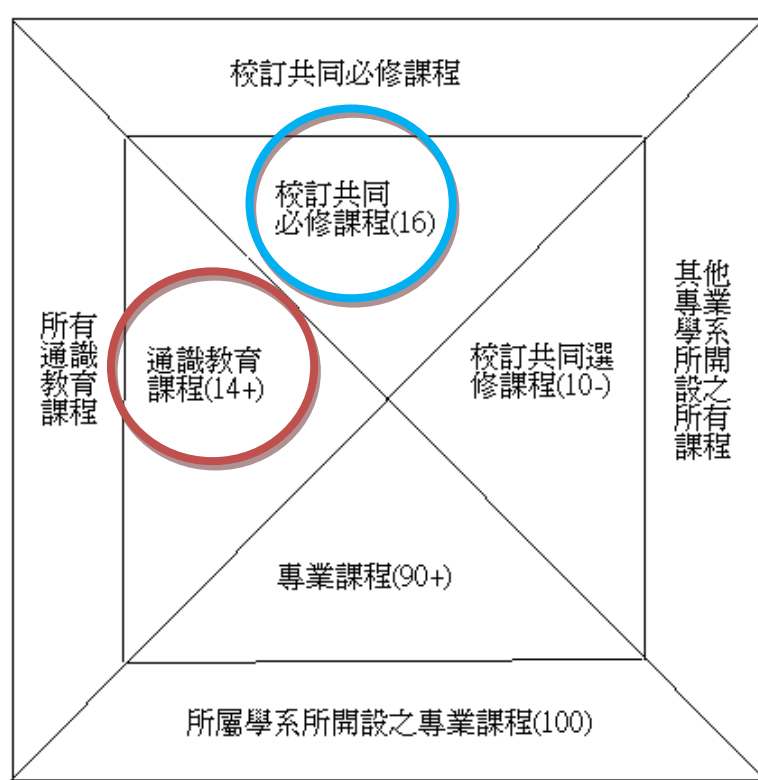 校訂共同必修課程
校訂共同
必修課程(16)
所有
通識
教育
課程
通識教育
課程(14+)
校訂共同選
修課程(10-)
其他
專業
學系
所開
設之
所有
課程
專業課程(90+)
所屬學系所開設之專業課程(100)